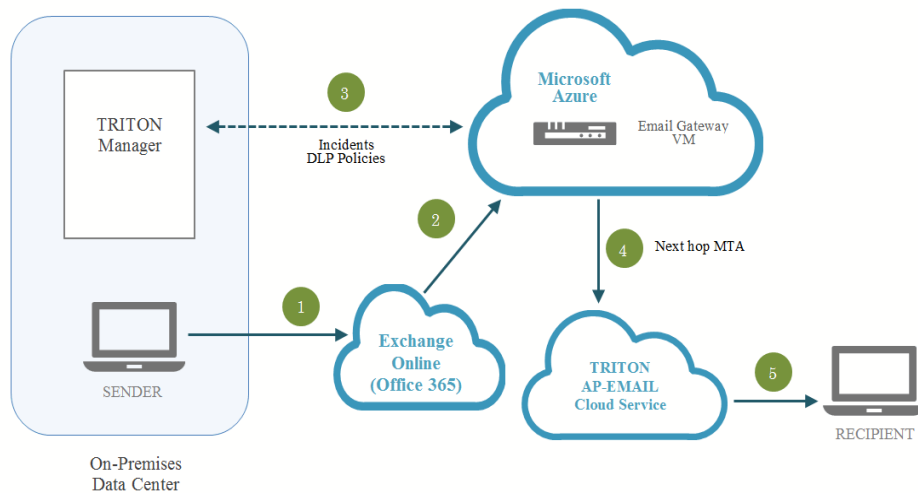 TRITON
Manager
3
Incidents
DLP Policies
Microsoft
Azure
Email Gateway
VM
2
4
Next hop MTA
1
SENDER
Exchange
Online
(Office 365)
TRITON
AP-EMAIL
Cloud Service
5
RECIPIENT
On-Premises
Data Center